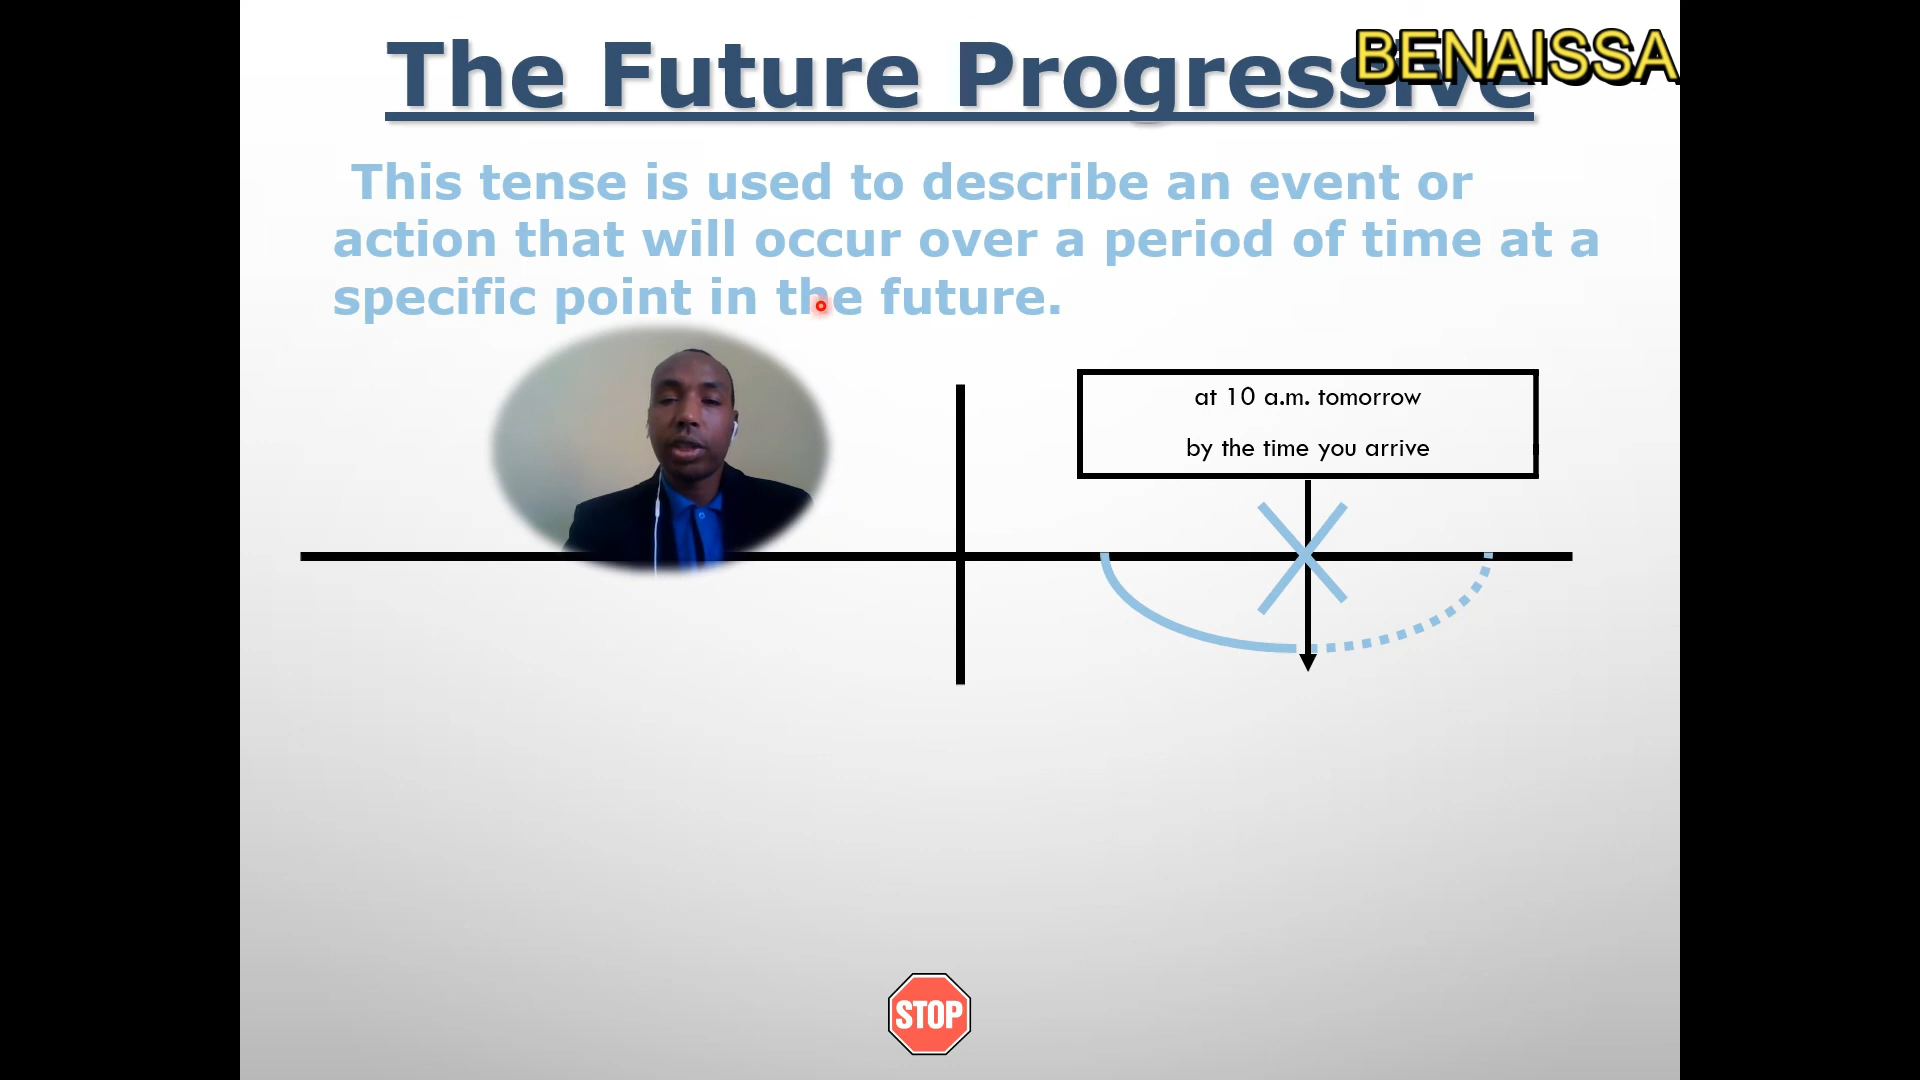 The Future Progressive
BENAISSA
This tense is used to describe an event or
action that will occur over a period of time at a
specific point in the future.
at 10 a.m. tomorrow
by the time you arrive
STOP